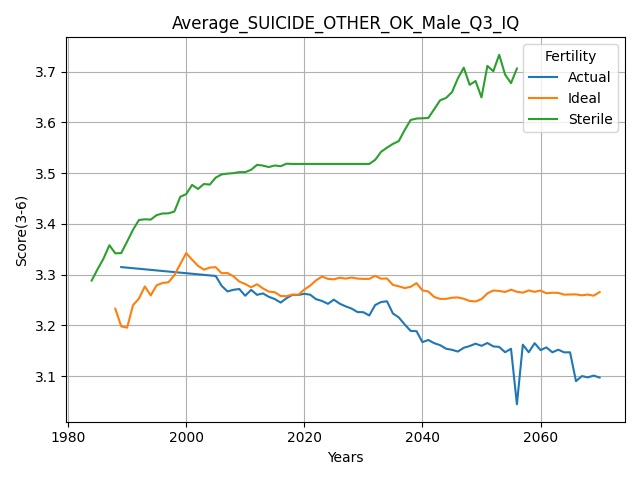 Average_SUICIDE_OTHER_OK_Male_Q3_IQ
Fertility
Actual
Ideal
Sterile
Score(3-6)
3.7
3.6
3.5
3.4
3.3
3.2
3.1
1980 2000 2020 2040 2060
Years